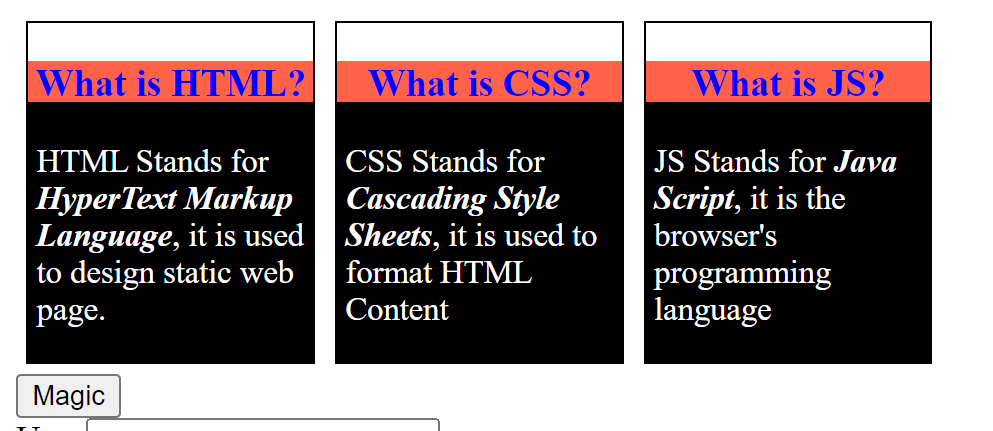 What is HTML?
HTML Stands for
HyperText Markup
Language, it is used
to design static web
page.
What is CSS?
CSS Stands for
Cascading Style
Sheets, it is used to
format HTML
Content
What is JS?
JS Stands for Java
Script, it is the
browser's
programming
language
Magic